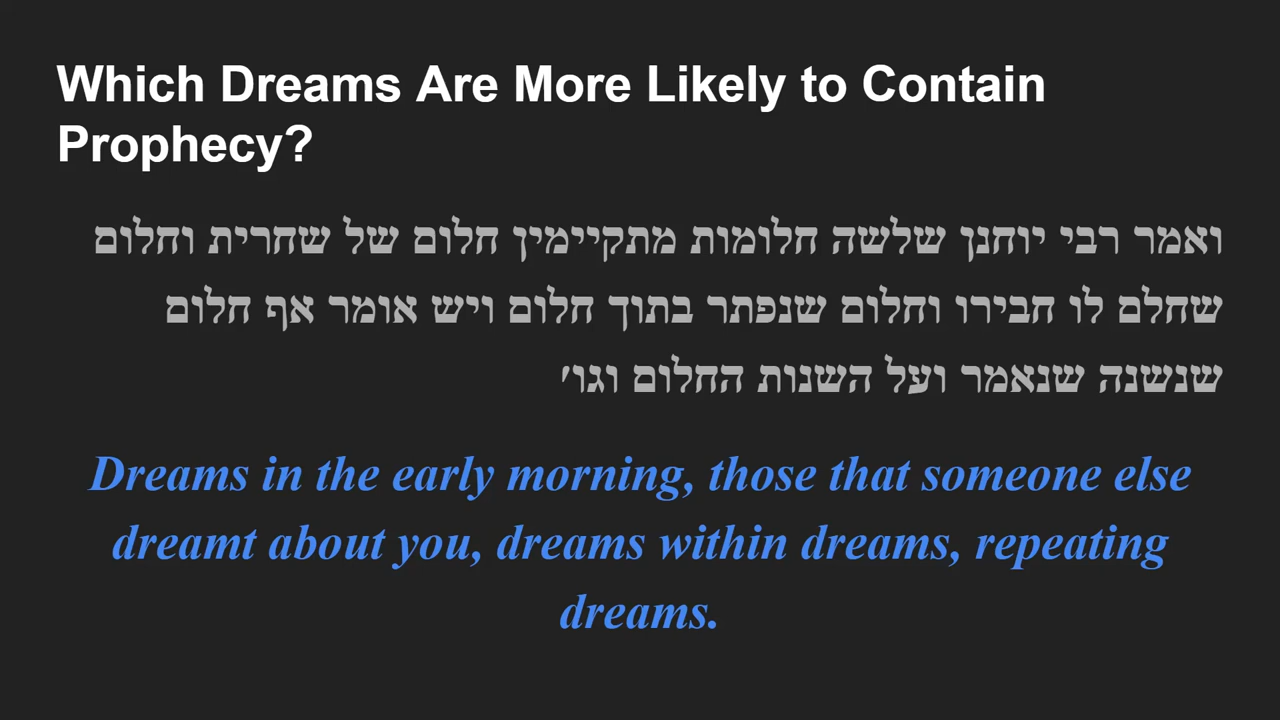 Which Dreams Are More Likely to Contain
Prophecy?
ואמר רבי יוחנן שלשה חלומות מתקיימין חלום של שחרית וחלום
שחלם לו חבירו וחלום שנפתר בתוך חלום ויש אומר אף חלום
שנשנה שנאמר ועל השנות החלום וגו׳
Dreams in the early morning, those that someone else
dreamt about you, dreams within dreams, repeating
dreams.